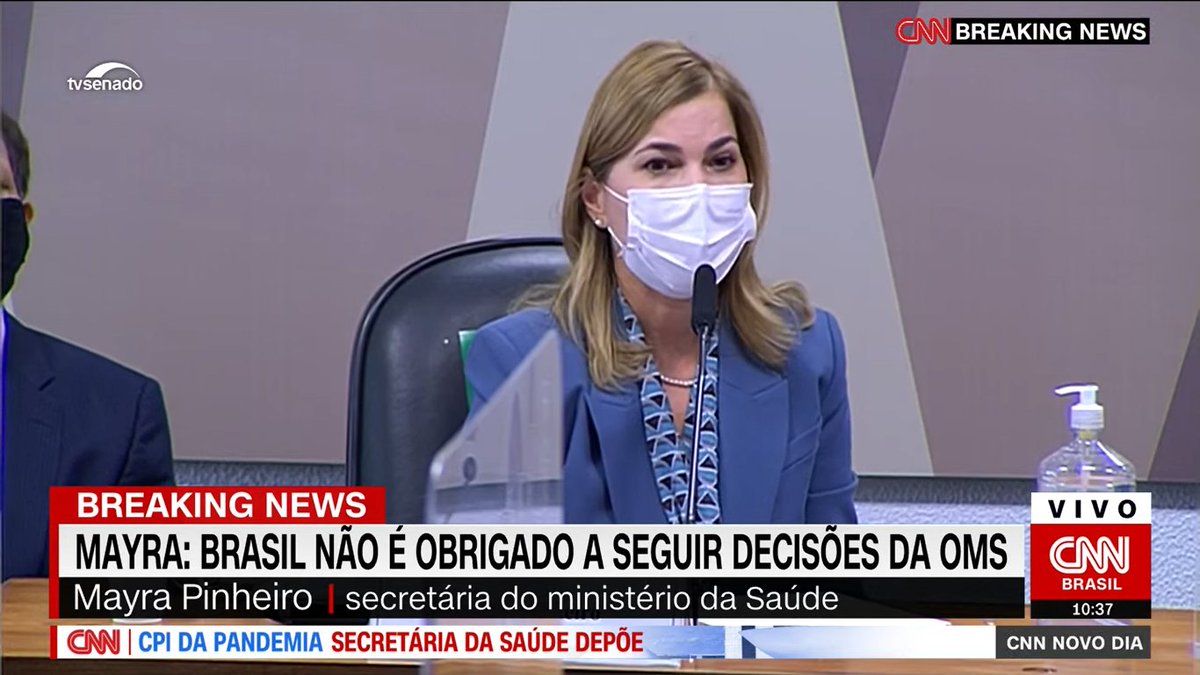 CNN BREAKING NEWS
tvsenado
BREAKING NEWS
MAYRA: BRASIL NÃO É OBRIGADO A SEGUIR DECISÕES DA OMS
Mayra Pinheiro | secretária do ministério da Saúde
CNN | CPI DA PANDEMIA SECRETÁRIA DA SAÚDE DEPÕE
VIVO
CNN
BRASIL
10:37
CNN NOVO DIA